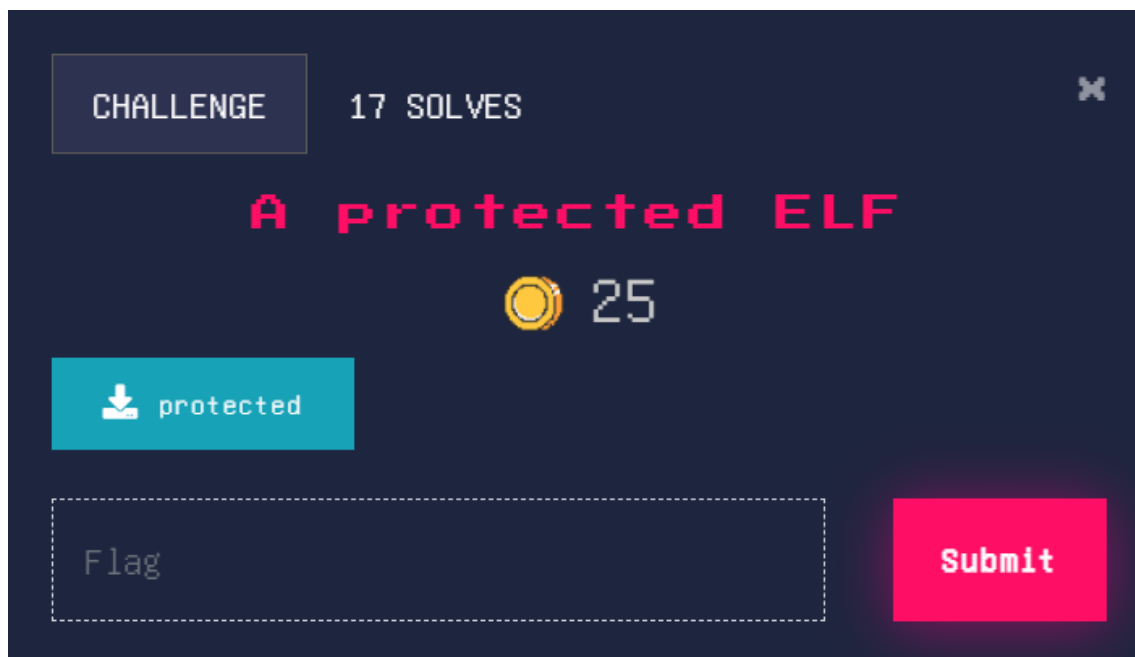 CHALLENGE 17 SOLVES
A protected ELF
25
protected
Flag
Submit